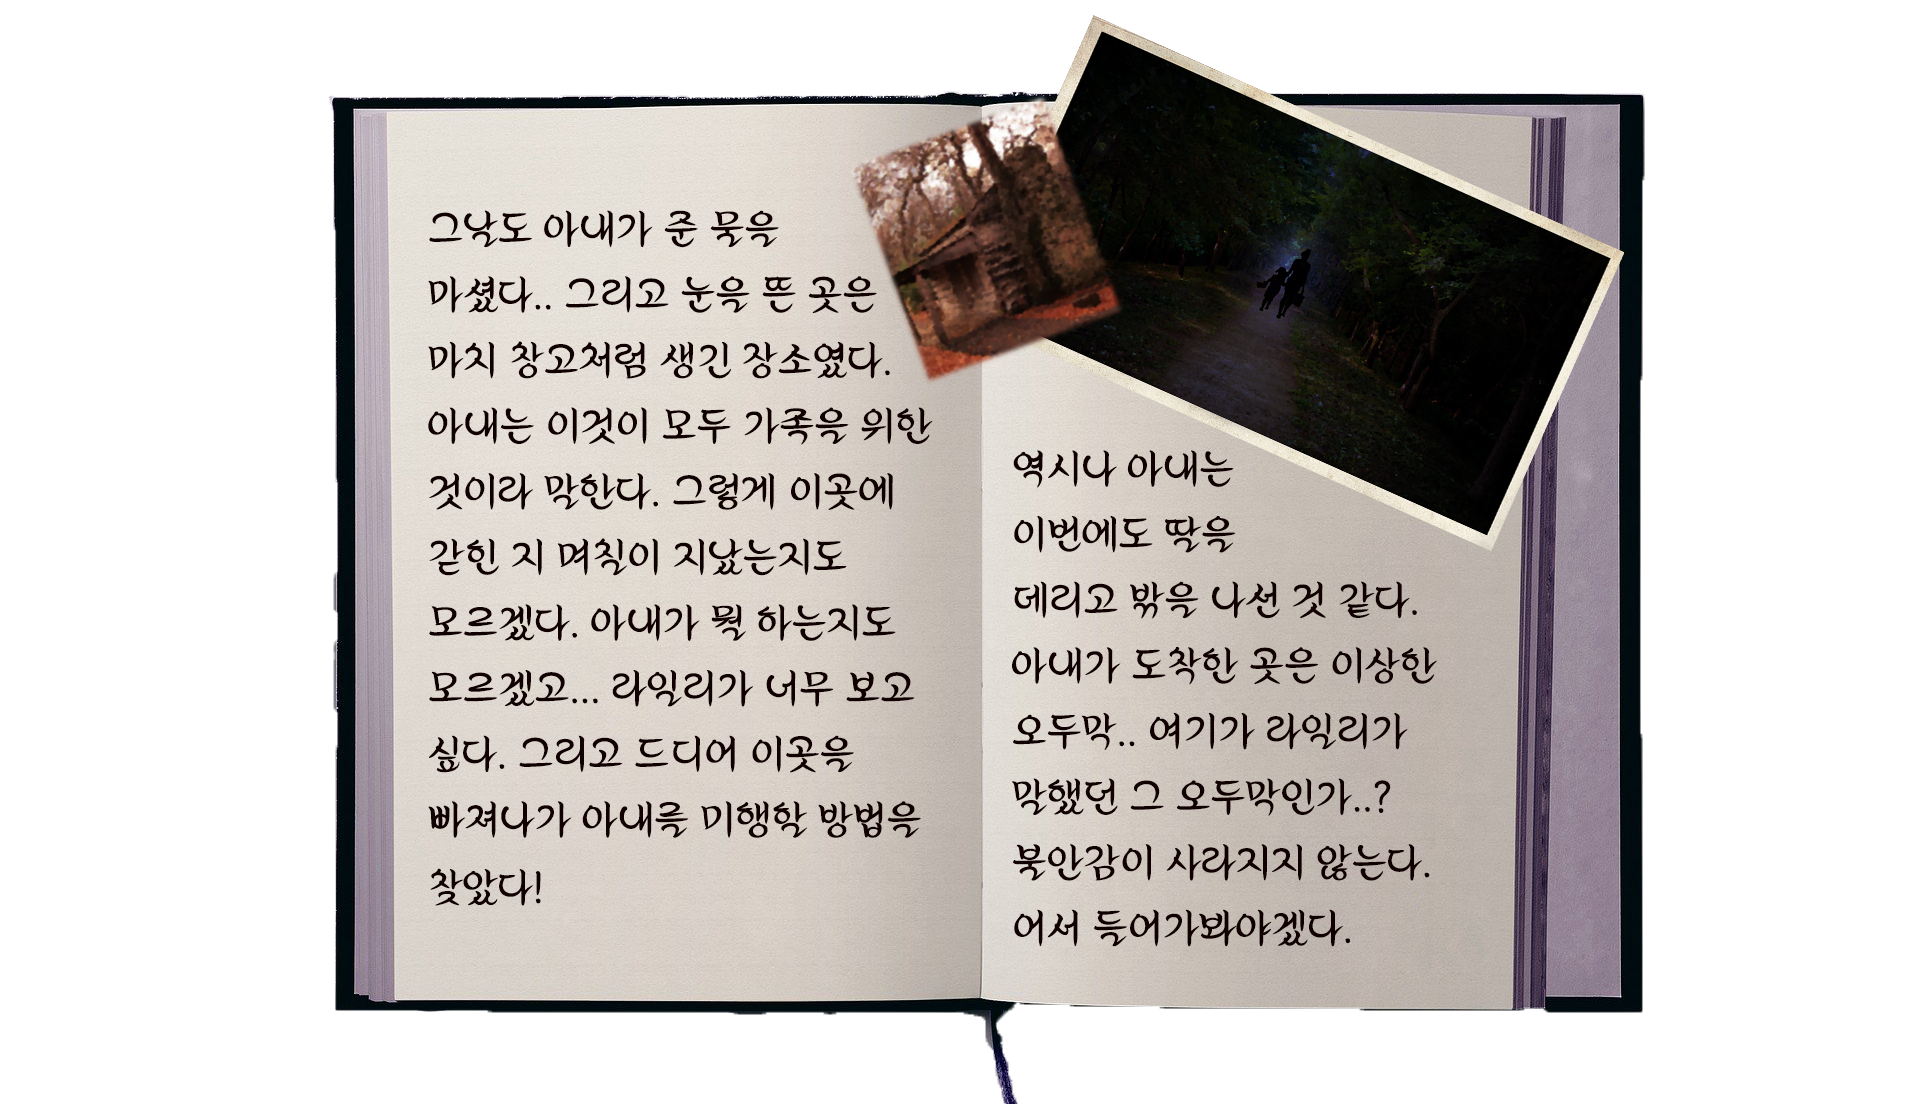 그날도 아내가 준 물을
마셨다.. 그리고 눈을 뜬 곳은
마치 창고처럼 생긴 장소였다.
아내는 이것이 모두 가족을 위한
것이라 말한다. 그렇게 이곳에
갇힌 지 며칠이 지났는지도
모르겠다. 아내가 뭘 하는지도
모르겠고... 라일리가 너무 보고
싶다. 그리고 드디어 이곳을
빠져나가 아내를 미행할 방법을
찾았다!
역시나 아내는
이번에도 딸을
데리고 밖을 나선 것 같다.
아내가 도착한 곳은 이상한
오두막.. 여기가 라일리가
말했던 그 오두막인가..?
불안감이 사라지지 않는다.
어서 들어가봐야겠다.